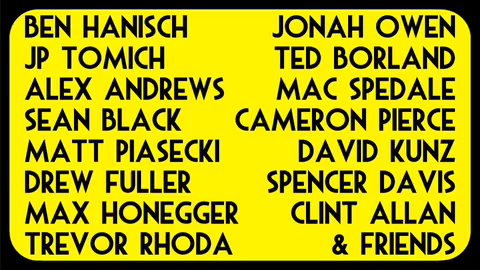 BEN HANISCH JONAH OWEN
JP TOMICH TED BORLAND
ALEX ANDREWS MAC SPEDALE
SEAN BLACK CAMERON PIERCE
MATT PIASECKI DAVID KUNZ
DREW FULLER SPENCER DAVIS
MAX HONEGGER CLINT ALLAN
TREVOR RHODA & FRIENDS